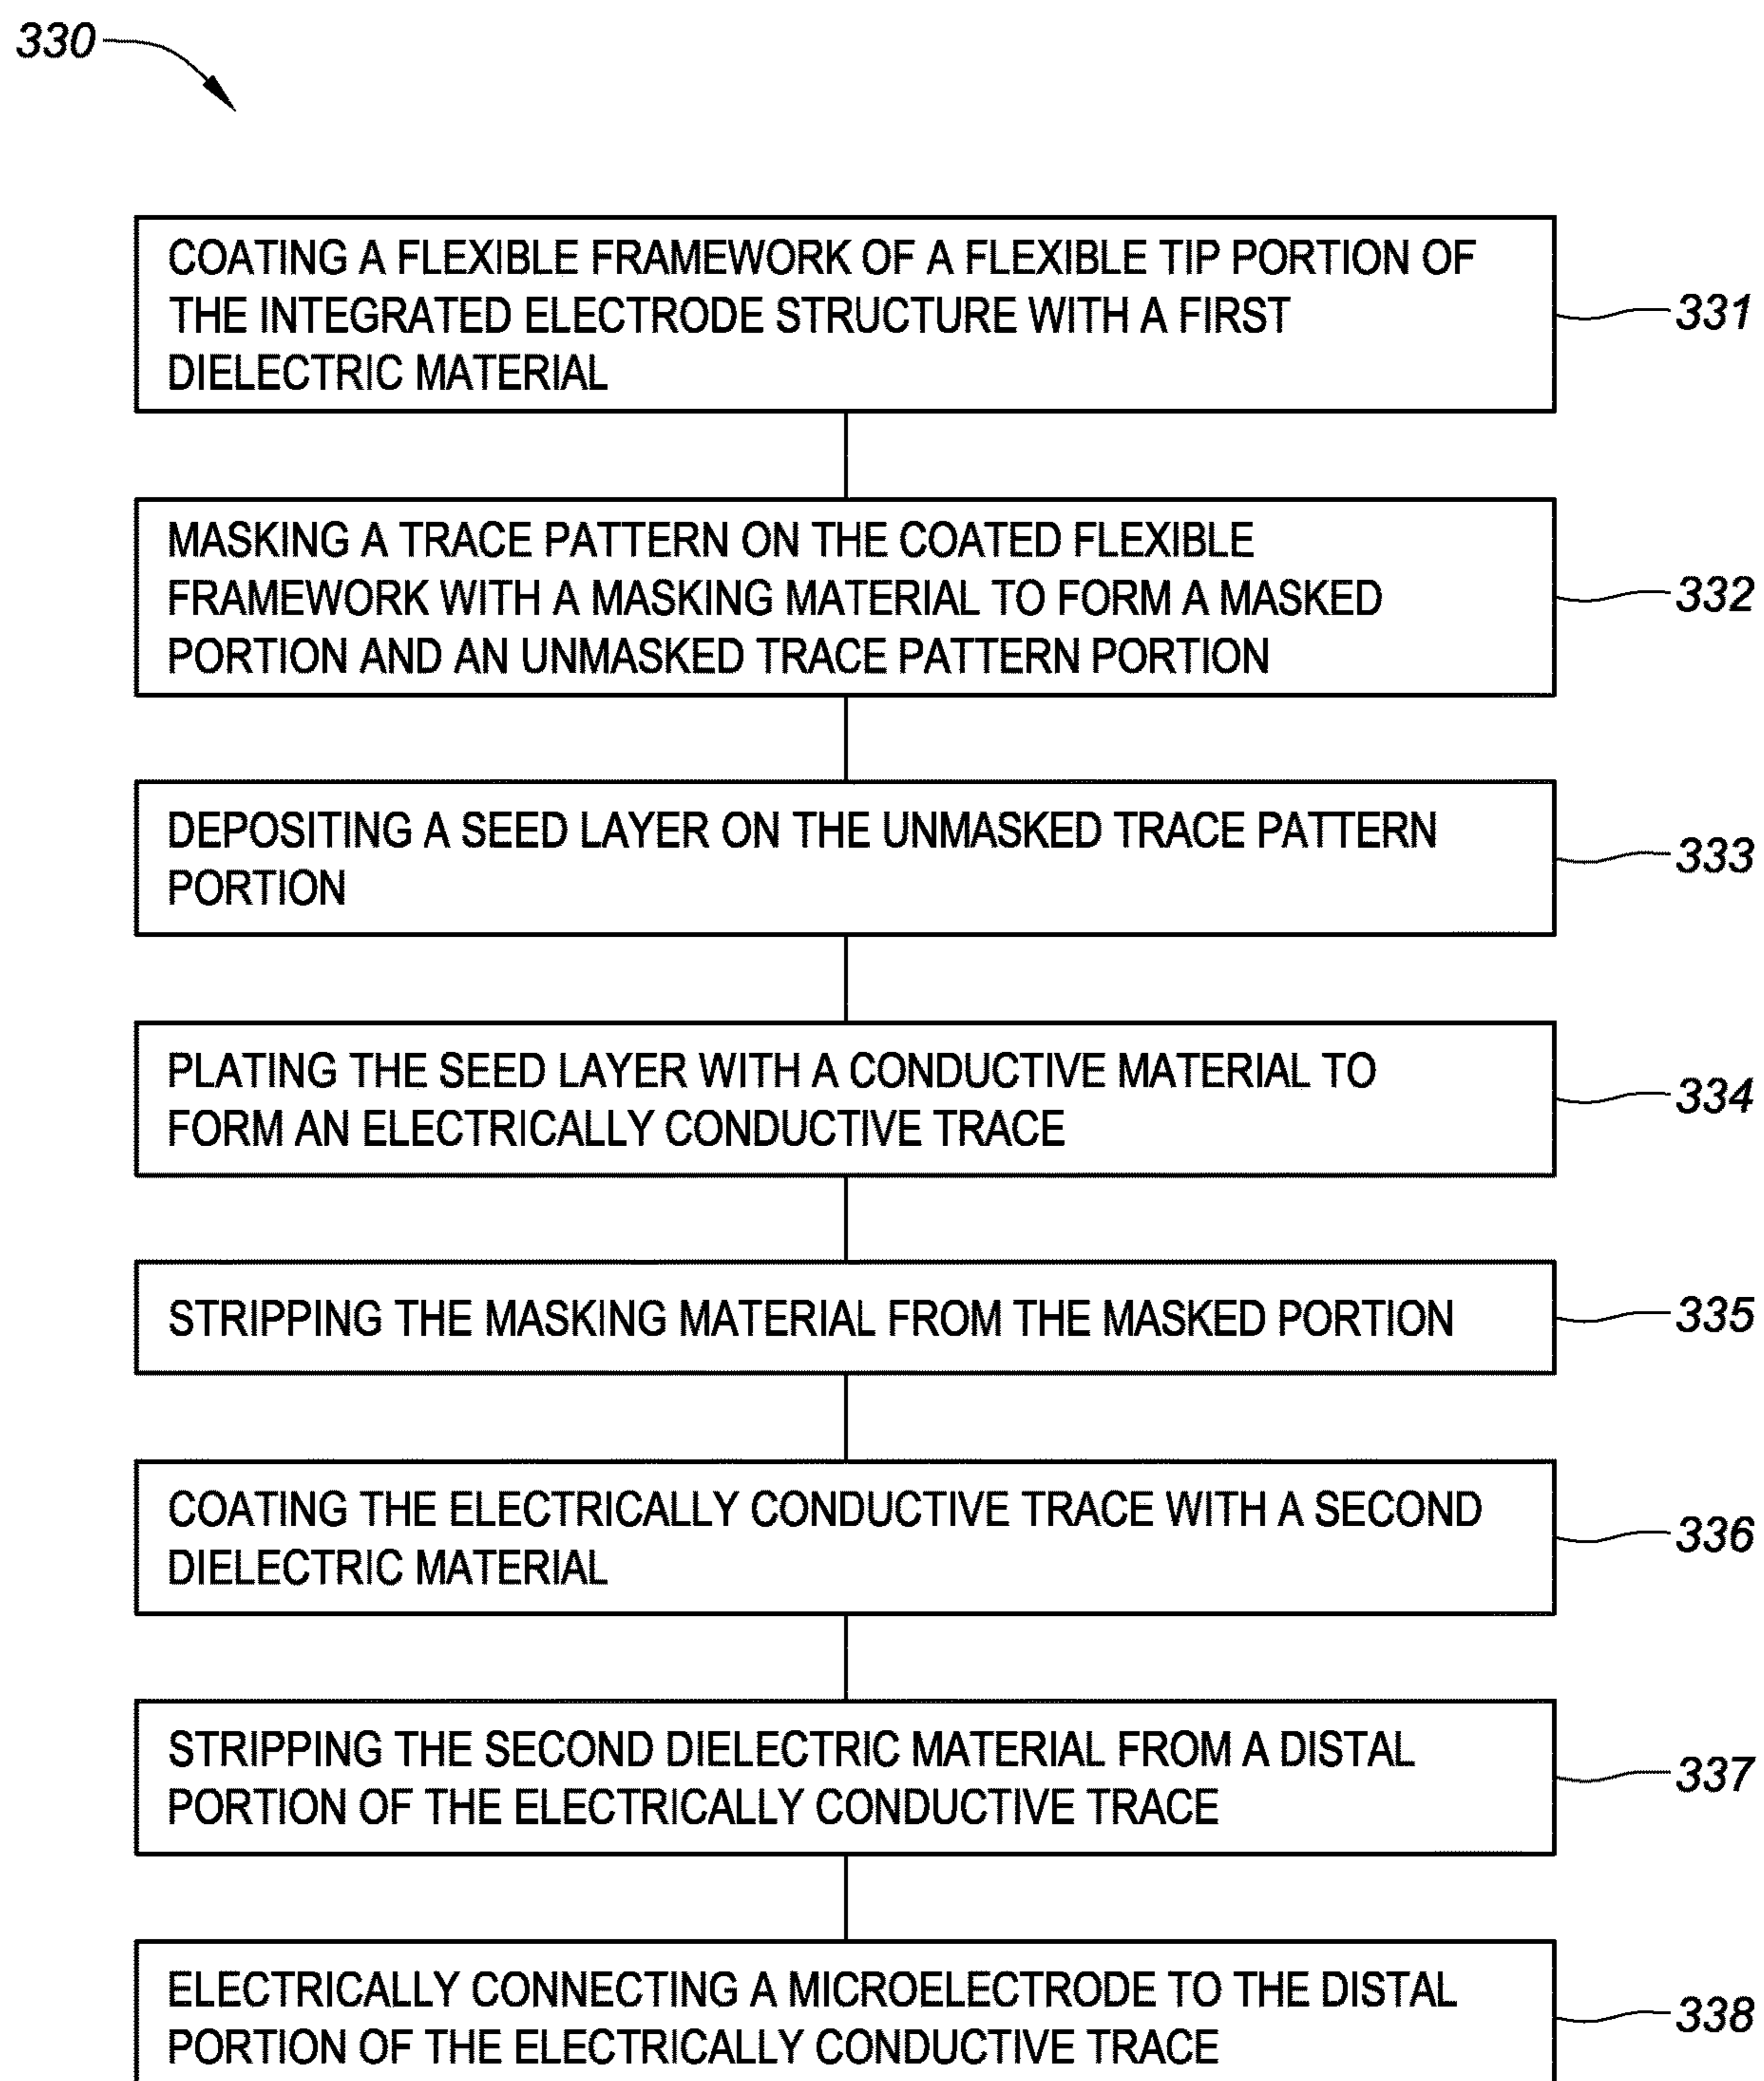 330
COATING A FLEXIBLE FRAMEWORK OF A FLEXIBLE TIP PORTION OF
THE INTEGRATED ELECTRODE STRUCTURE WITH A FIRST
DIELECTRIC MATERIAL
331
MASKING A TRACE PATTERN ON THE COATED FLEXIBLE
FRAMEWORK WITH A MASKING MATERIAL TO FORM A MASKED
PORTION AND AN UNMASKED TRACE PATTERN PORTION
332
DEPOSITING A SEED LAYER ON THE UNMASKED TRACE PATTERN
PORTION
333
PLATING THE SEED LAYER WITH A CONDUCTIVE MATERIAL TO
FORM AN ELECTRICALLY CONDUCTIVE TRACE
334
STRIPPING THE MASKING MATERIAL FROM THE MASKED PORTION
335
COATING THE ELECTRICALLY CONDUCTIVE TRACE WITH A SECOND
DIELECTRIC MATERIAL
336
STRIPPING THE SECOND DIELECTRIC MATERIAL FROM A DISTAL
PORTION OF THE ELECTRICALLY CONDUCTIVE TRACE
337
ELECTRICALLY CONNECTING A MICROELECTRODE TO THE DISTAL
PORTION OF THE ELECTRICALLY CONDUCTIVE TRACE
338